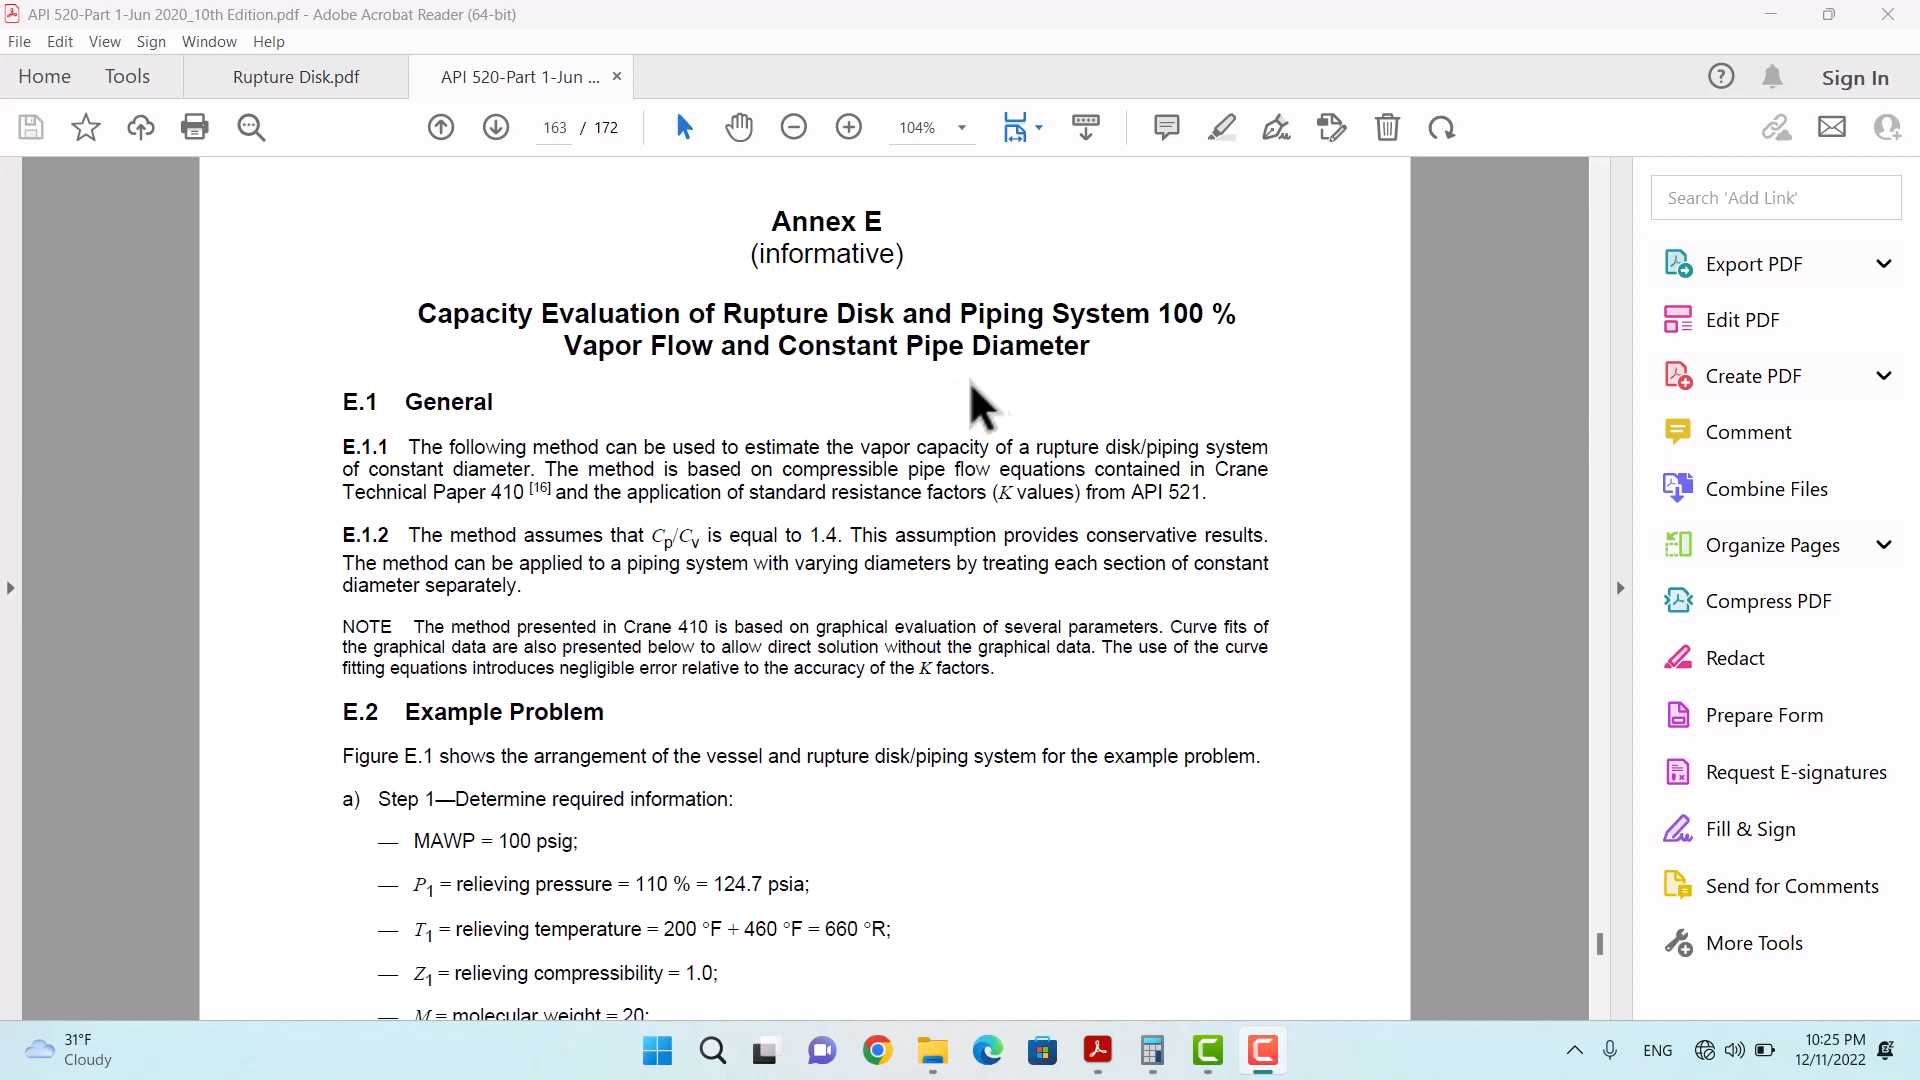 API 520-Part 1-Jun 2020_10th Edition.pdf - Adobe Acrobat Reader (64-bit)
File Edit View Sign Window Help
Home Tools Rupture Disk.pdf API 520-Part 1-Jun ... × Sign In
163 / 172 104%
Search 'Add Link'
Export PDF
Edit PDF
Create PDF
Comment
Combine Files
Organize Pages
Compress PDF
Redact
Prepare Form
Request E-signatures
Fill & Sign
Send for Comments
More Tools
Annex E
(informative)
Capacity Evaluation of Rupture Disk and Piping System 100 %
Vapor Flow and Constant Pipe Diameter
E.1 General
E.1.1 The following method can be used to estimate the vapor capacity of a rupture disk/piping system
of constant diameter. The method is based on compressible pipe flow equations contained in Crane
Technical Paper 410 [16] and the application of standard resistance factors (K values) from API 521.
E.1.2 The method assumes that Cp/Cv is equal to 1.4. This assumption provides conservative results.
The method can be applied to a piping system with varying diameters by treating each section of constant
diameter separately.
NOTE The method presented in Crane 410 is based on graphical evaluation of several parameters. Curve fits of
the graphical data are also presented below to allow direct solution without the graphical data. The use of the curve
fitting equations introduces negligible error relative to the accuracy of the K factors.
E.2 Example Problem
Figure E.1 shows the arrangement of the vessel and rupture disk/piping system for the example problem.
a) Step 1—Determine required information:
— MAWP = 100 psig;
— P1 = relieving pressure = 110 % = 124.7 psia;
— T1 = relieving temperature = 200 °F + 460 °F = 660 °R;
— Z1 = relieving compressibility = 1.0;
— M = molecular weight = 20;
31°F
Cloudy
ENG
10:25 PM
12/11/2022